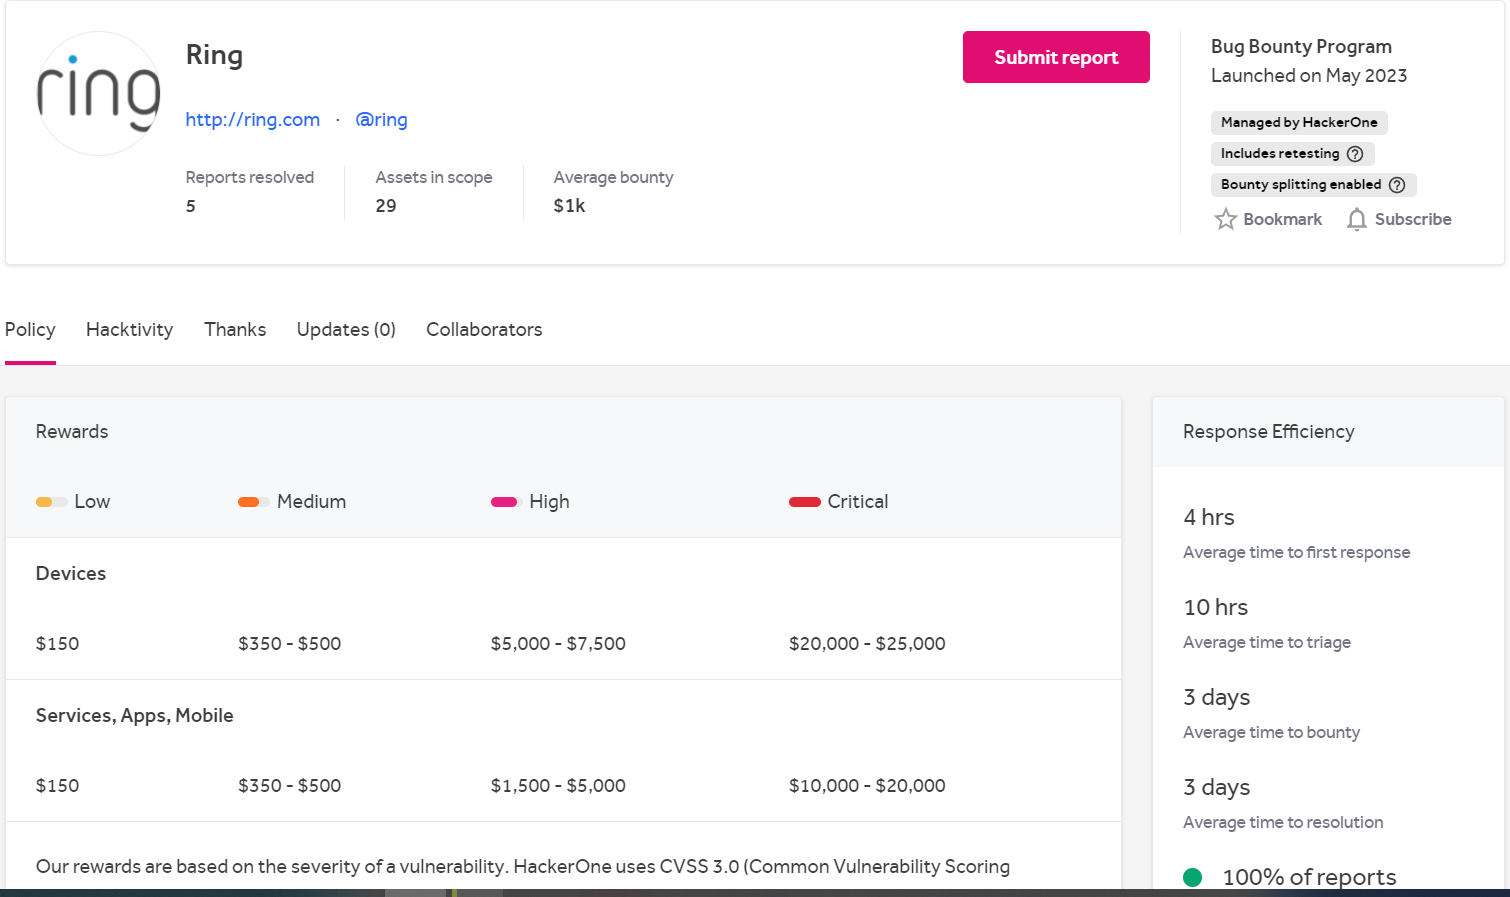 ring
Ring
http://ring.com · @ring
Reports resolved
5
Assets in scope
29
Average bounty
$1k
Submit report
Bug Bounty Program
Launched on May 2023
Managed by HackerOne
Includes retesting ?
Bounty splitting enabled ?
Bookmark Subscribe
Policy Hacktivity Thanks Updates (0) Collaborators
Rewards
Low Medium High Critical
Devices
$150 $350 - $500 $5,000 - $7,500 $20,000 - $25,000
Services, Apps, Mobile
$150 $350 - $500 $1,500 - $5,000 $10,000 - $20,000
Our rewards are based on the severity of a vulnerability. HackerOne uses CVSS 3.0 (Common Vulnerability Scoring
Response Efficiency
4 hrs
Average time to first response
10 hrs
Average time to triage
3 days
Average time to bounty
3 days
Average time to resolution
100% of reports